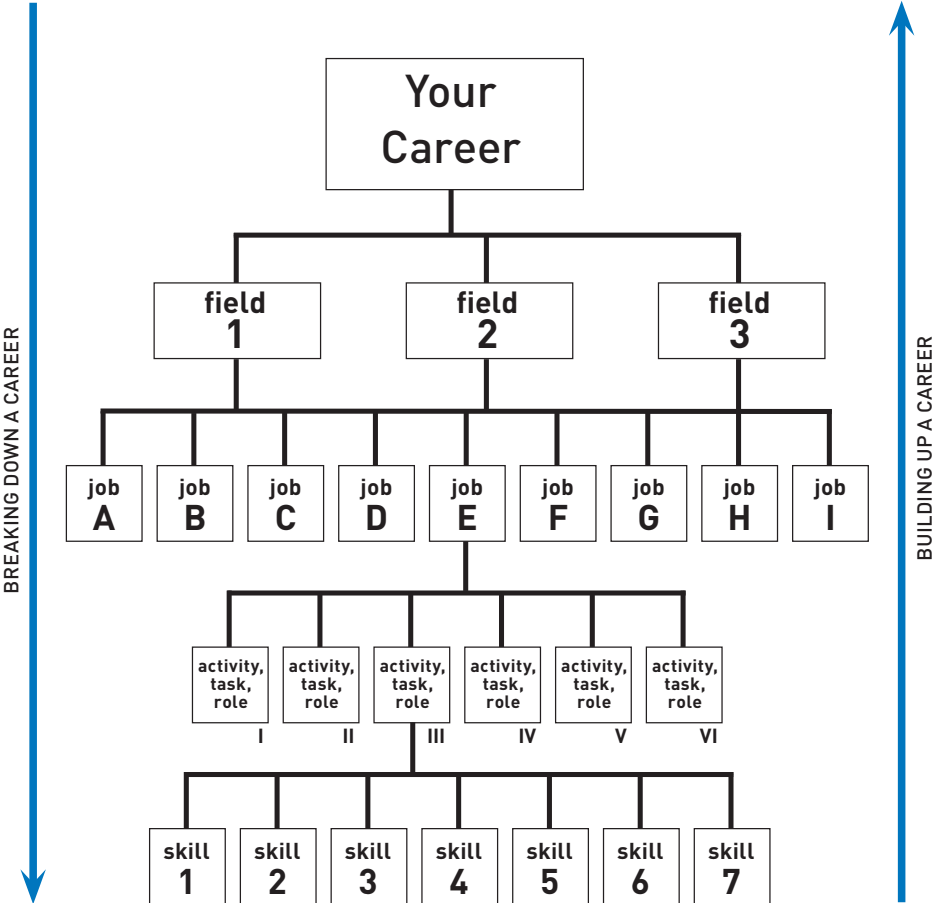 Your
Career
field
1
field
2
field
3
BREAKING DOWN A CAREER
BUILDING UP A CAREER
job
A
job
B
job
C
job
D
job
E
job
F
job
G
job
H
job
I
activity,
task,
role
I
activity,
task,
role
II
activity,
task,
role
III
activity,
task,
role
IV
activity,
task,
role
V
activity,
task,
role
VI
skill
1
skill
2
skill
3
skill
4
skill
5
skill
6
skill
7